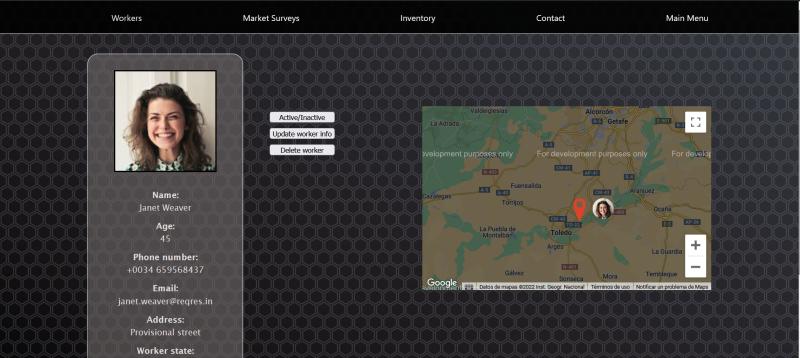 Workers
Market Surveys
Inventory
Contact
Main Menu
Name:
Janet Weaver
Age:
45
Phone number:
+0034 659568437
Email:
janet.weaver@reqres.in
Address:
Provisional street
Worker state:
Active/Inactive
Update worker info
Delete worker
Valdeiglesias
Alcorcón
Getafe
La Adrada
velopment purposes only
For development purposes only
For develop
Fuensalida
Aranjuez
Cazalegas
Torrijos
Ocaña
La Puebla de
Montalbán
Toledo
Argés
La Guardia
Gálvez
Sonseca
Mora
Tembleque
Google
Datos de mapas ©2022 Inst. Geogr. Nacional
Términos de uso
Notificar un problema de Maps